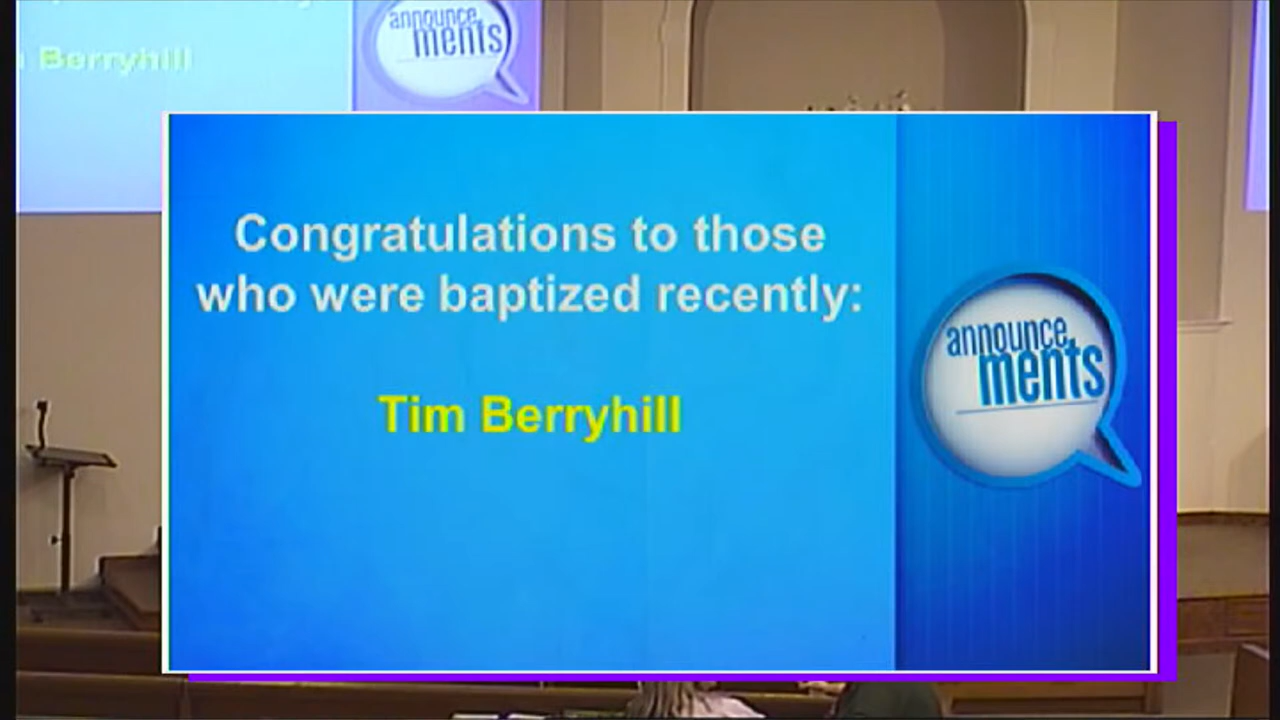 Berryhill
announce
ments
Congratulations to those
who were baptized recently:
Tim Berryhill
announce
ments